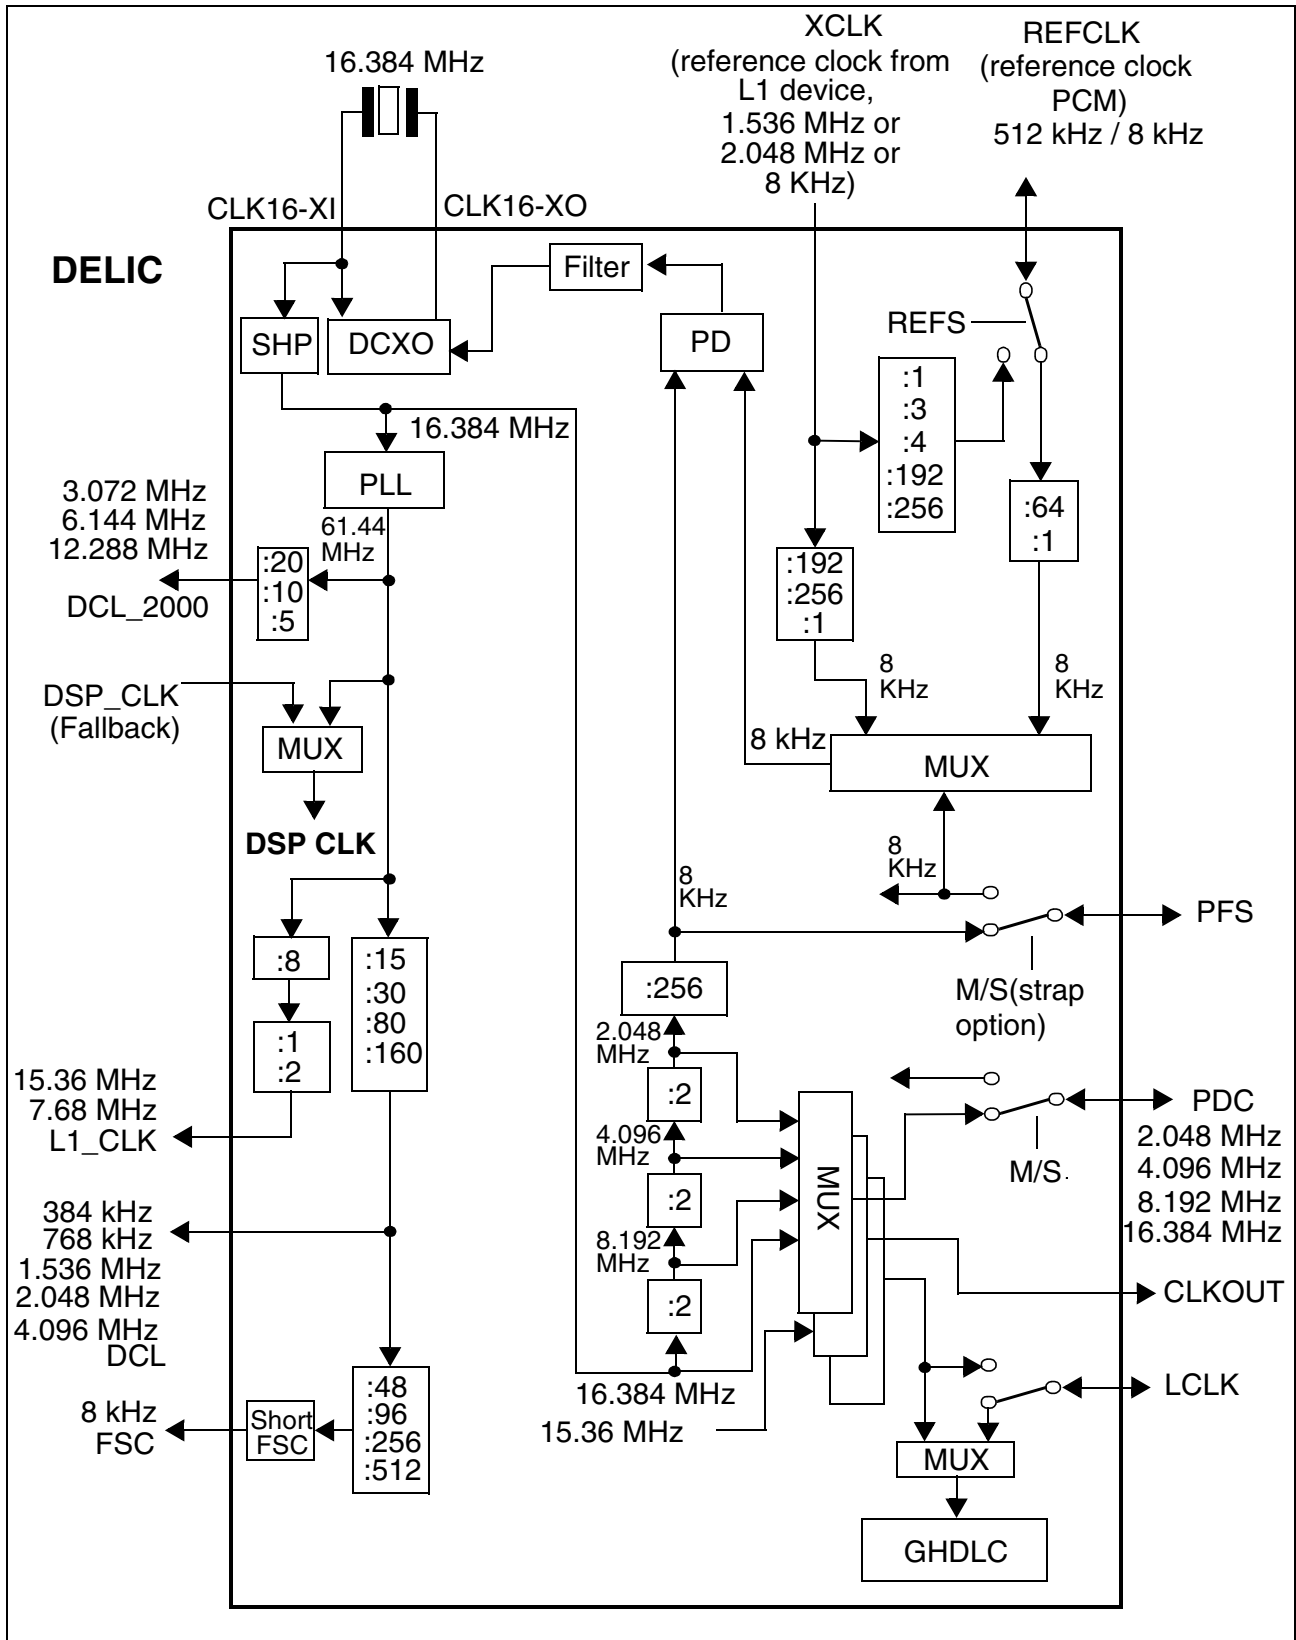 16.384 MHz
XCLK
(reference clock from
L1 device,
1.536 MHz or
2.048 MHz or
8 KHz)
REFCLK
(reference clock
PCM)
512 kHz / 8 kHz
CLK16-XI
CLK16-XO
DELIC
Filter
SHP
DCXO
PD
REFS
:1
:3
:4
:192
:256
16.384 MHz
PLL
61.44
MHz
3.072 MHz
6.144 MHz
12.288 MHz
DCL_2000
:20
:10
:5
:64
:1
:192
:256
:1
8
KHz
8
KHz
DSP_CLK
(Fallback)
MUX
DSP CLK
8 kHz
MUX
8
KHz
8
KHz
PFS
M/S(strap
option)
:8
:1
:2
:15
:30
:80
:160
:256
2.048
MHz
:2
4.096
MHz
:2
8.192
MHz
:2
MUX
M/S.
PDC
2.048 MHz
4.096 MHz
8.192 MHz
16.384 MHz
15.36 MHz
7.68 MHz
L1_CLK
384 kHz
768 kHz
1.536 MHz
2.048 MHz
4.096 MHz
DCL
CLKOUT
16.384 MHz
15.36 MHz
LCLK
8 kHz
FSC
Short
FSC
:48
:96
:256
:512
MUX
GHDLC